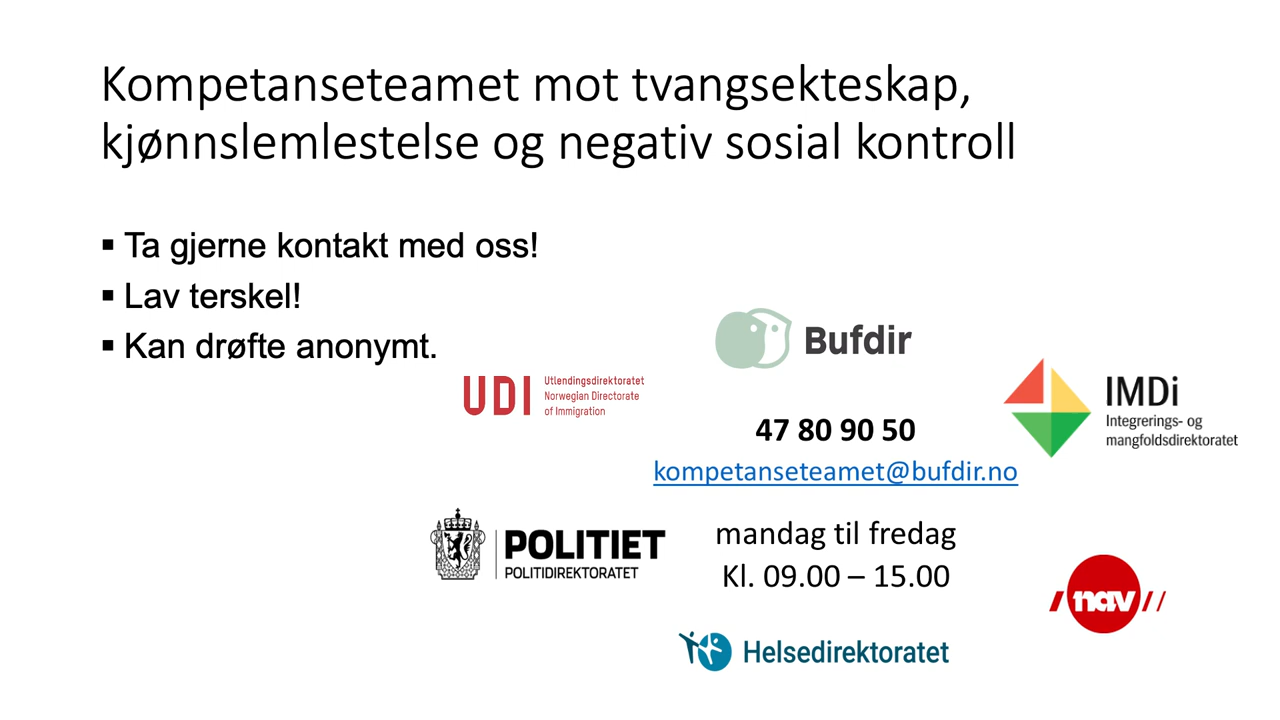 Kompetanseteamet mot tvangsekteskap,
kjønnslemlestelse og negativ sosial kontroll
▪ Ta gjerne kontakt med oss!
▪ Lav terskel!
▪ Kan drøfte anonymt.
Bufdir
UDI
Utlendingsdirektoratet
Norwegian Directorate
of Immigration
IMDi
Integrerings- og
mangfoldsdirektoratet
47 80 90 50
kompetanseteamet@bufdir.no
POLITIET
POLITIDIREKTORATET
mandag til fredag
Kl. 09.00 – 15.00
nav
Helsedirektoratet